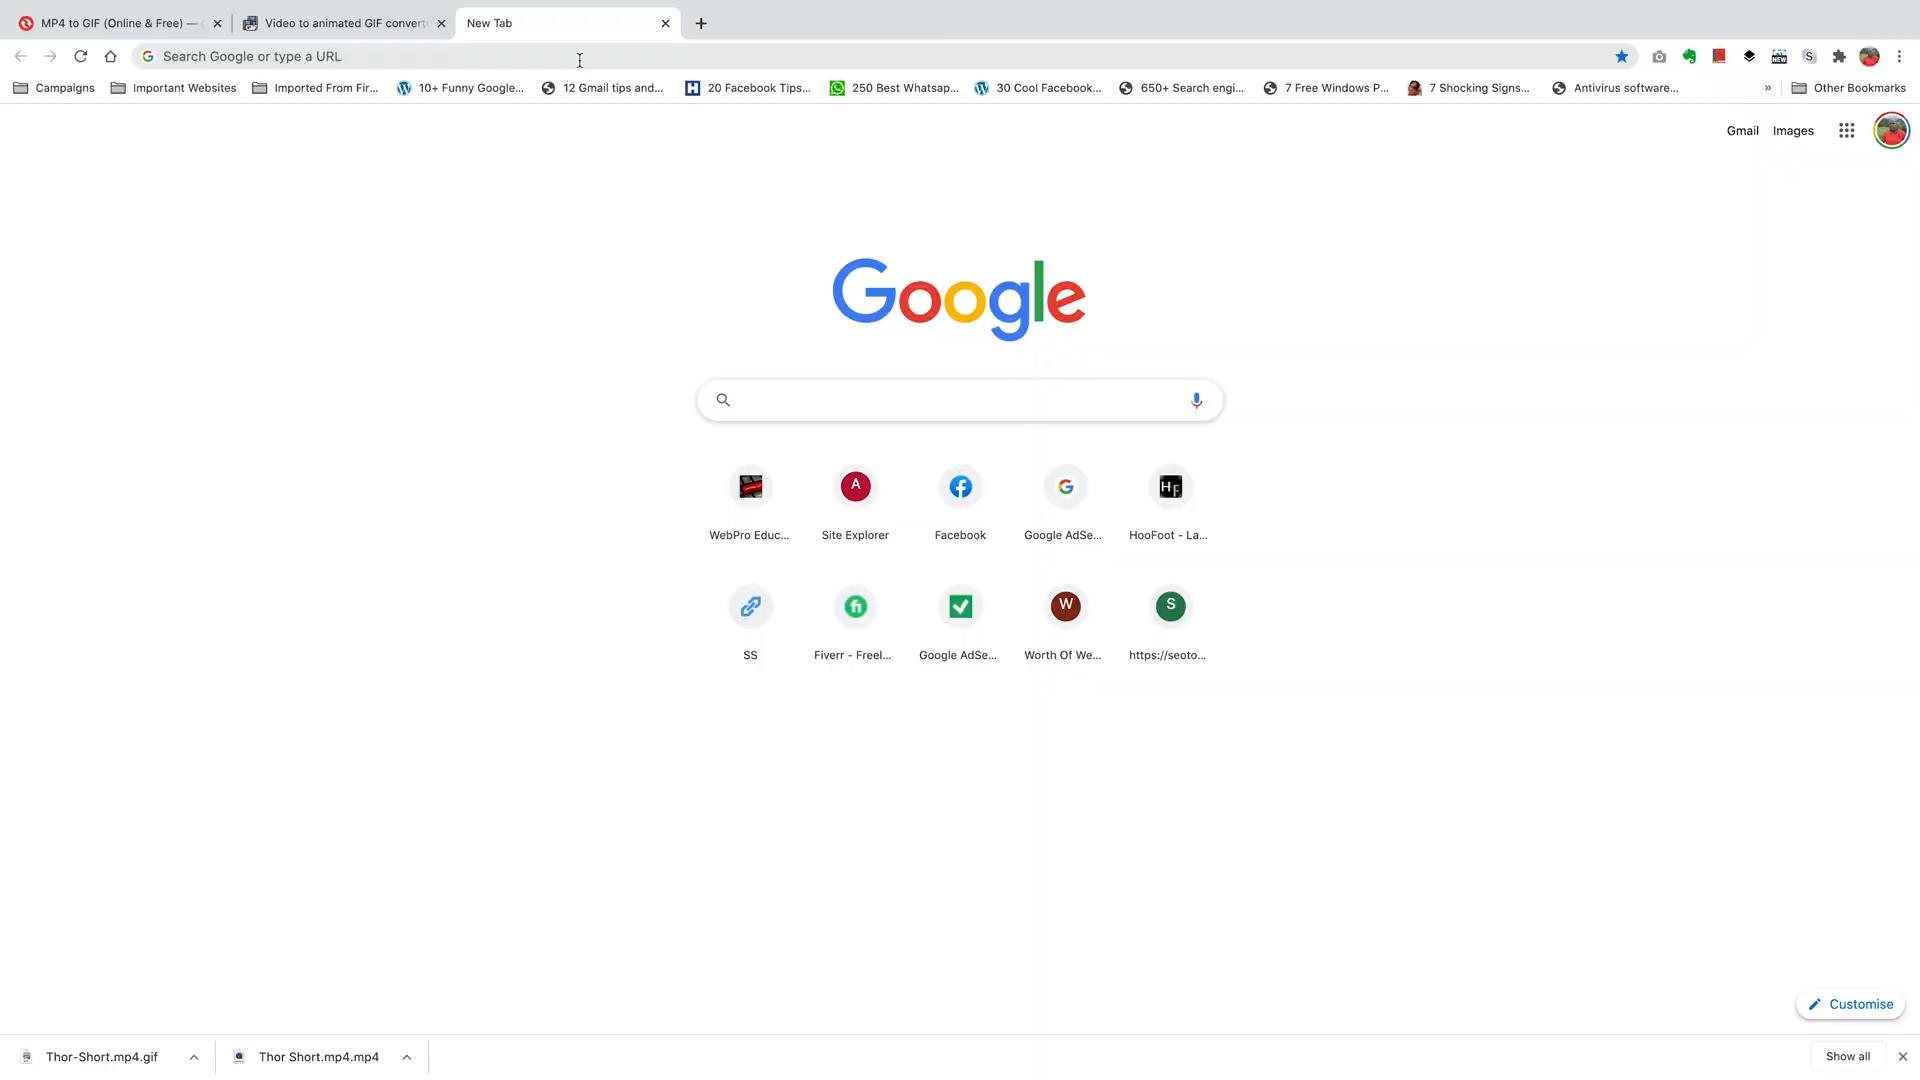 MP4 to GIF (Online & Free) —
Video to animated GIF convert
New Tab
Search Google or type a URL
Campaigns
Important Websites
Imported From Fir...
10+ Funny Google...
12 Gmail tips and...
20 Facebook Tips...
250 Best Whatsap...
30 Cool Facebook...
650+ Search engi...
7 Free Windows P...
7 Shocking Signs...
Antivirus software...
»
Other Bookmarks
Gmail
Images
Google
WebPro Educ...
A
Site Explorer
Facebook
Google AdSe...
HF
HooFoot - La...
SS
Fiverr - Freel...
Google AdSe...
W
Worth Of We...
S
https://seoto...
Customise
Thor-Short.mp4.gif
Thor Short.mp4.mp4
Show all